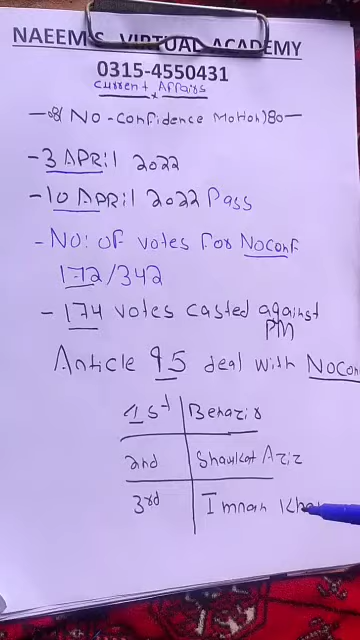 NAEEM'S VIRTUAL ACADEMY
0315-4550431
Current Affairs
No-Confidence Motion
- 3 APRil 2022
- 10 APRil 2022 Pass
- NO: OF votes FoR NoconF
172/342
- 174 votes casted against
PM
Article 95 deal with Nocon
1st Benazir
2nd Shaukat Aziz
3rd Imran Khan